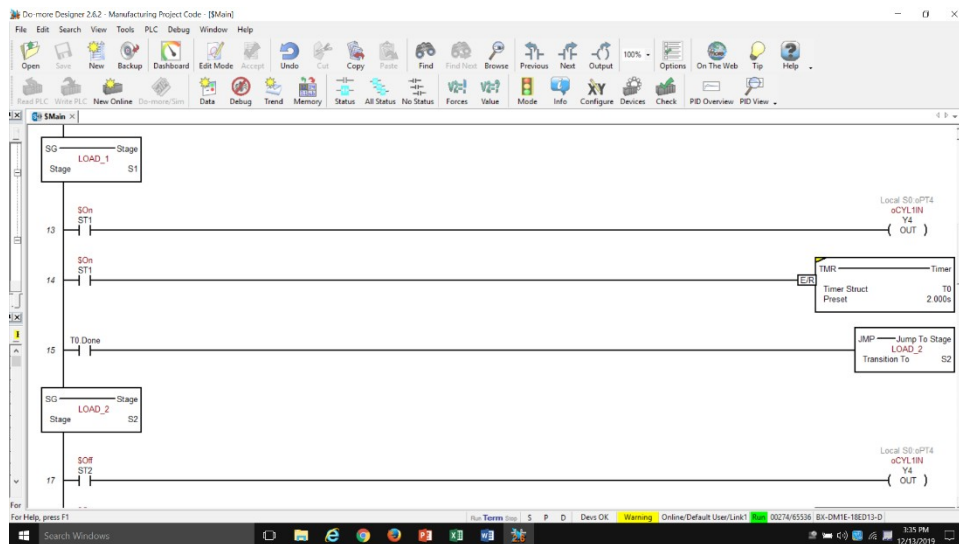 Do-more Designer 2.6.2 - Manufacturing Project Code - [$Main]
File Edit Search View Tools PLC Debug Window Help
Open Save New Backup Dashboard Edit Mode Accept Undo Cut Copy Paste Find Find Next Browse Previous Next Output 100% Options On The Web Tip Help
Read PLC Write PLC New Online Do-more/Sim Data Debug Trend Memory Status All Status No Status Forces Value Mode Info Configure Devices Check PID Overview PID View
$Main
SG Stage
LOAD_1
Stage S1
Local S0:oPT4
$On oCYL1IN
ST1 Y4
13 OUT
$On
ST1
14 E/R
TMR Timer
Timer Struct T0
Preset 2.000s
T0.Done
15
JMP Jump To Stage
LOAD_2
Transition To S2
SG Stage
LOAD_2
Stage S2
Local S0:oPT4
$Off oCYL1IN
ST2 Y4
17 OUT
For
For Help, press F1
Run Term Step S P D Devs OK Warning Online/Default User/Link1 Run 00274/65536 BX-DM1E-18ED13-D
Search Windows
3:35 PM
12/13/2019